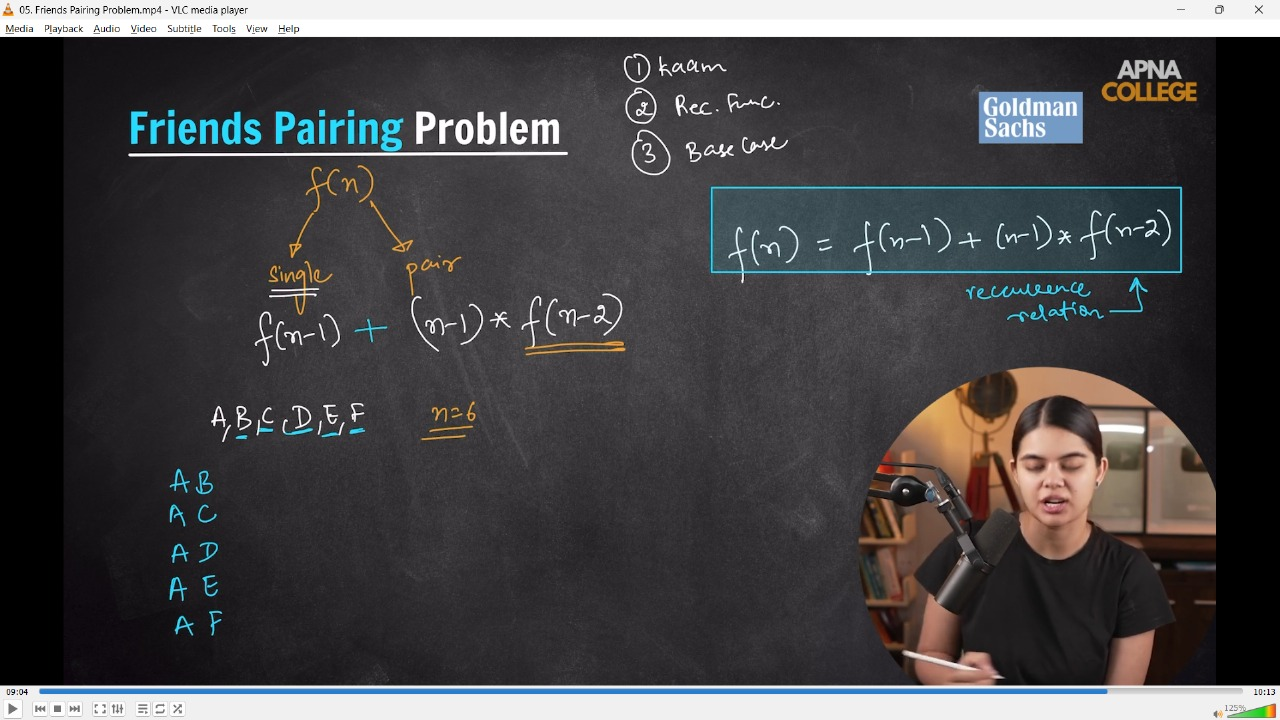 05. Friends Pairing Problem.mp4 - VLC media player
Media Playback Audio Video Subtitle Tools View Help
① Kaam
② Rec. Func.
③ Base Case
APNA
COLLEGE
Goldman
Sachs
Friends Pairing Problem
f(n)
single
pair
f(n-1) + (n-1)* f(n-2)
f(n) = f(n-1) + (n-1)* f(n-2)
reccurence
relation
A, B, C, D, E, F
n=6
A B
A C
A D
A E
A F
09:04
10:13
125%